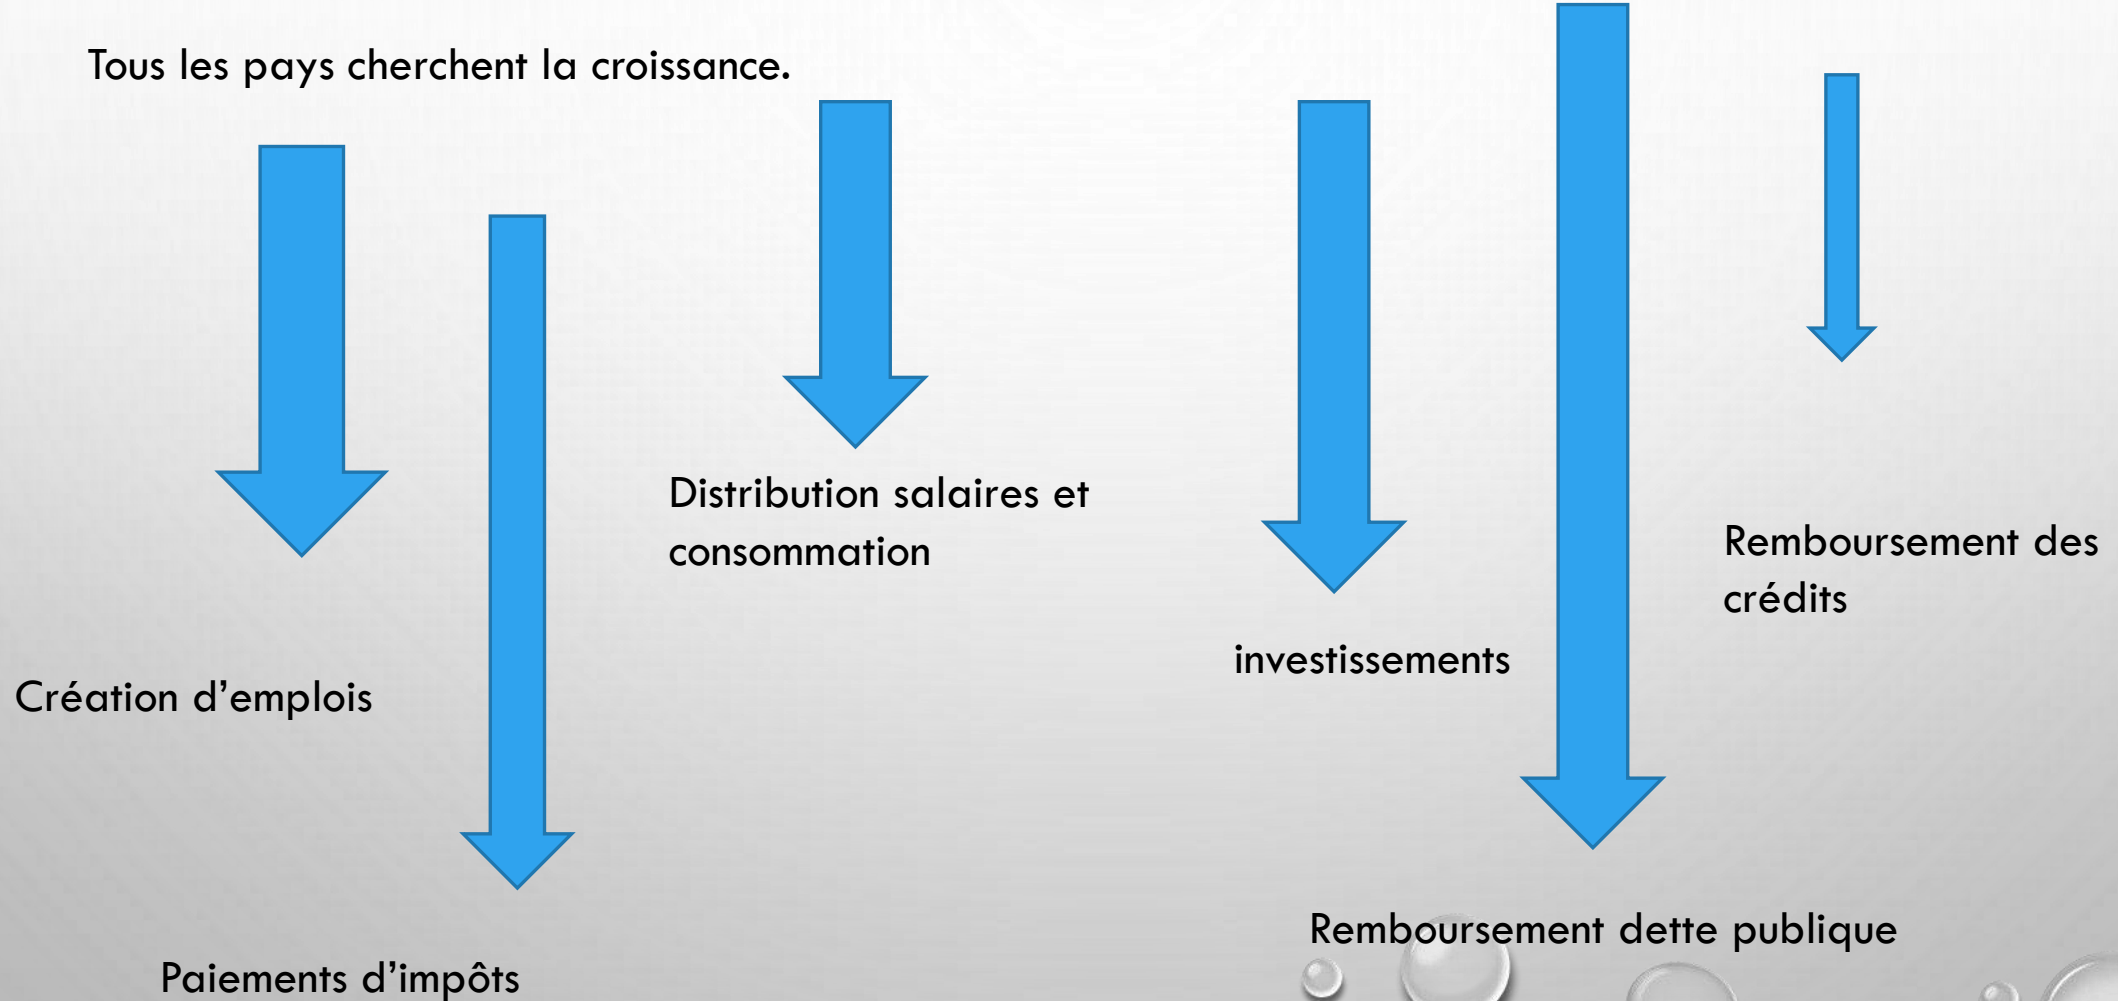 Tous les pays cherchent la croissance.
Distribution salaires et
consommation
Remboursement des
crédits
investissements
Création d'emplois
Remboursement dette publique
Paiements d'impôts